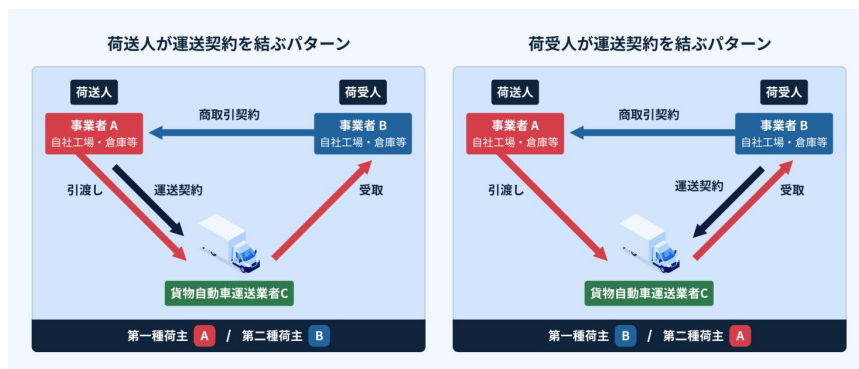 荷送人が運送契約を結ぶパターン
荷送人
荷受人
事業者 A
自社工場・倉庫等
商取引契約
事業者 B
自社工場・倉庫等
引渡し
運送契約
受取
貨物自動車運送業者C
第一種荷主 A / 第二種荷主 B
荷受人が運送契約を結ぶパターン
荷送人
荷受人
事業者 A
自社工場・倉庫等
商取引契約
事業者 B
自社工場・倉庫等
引渡し
運送契約
受取
貨物自動車運送業者C
第一種荷主 B / 第二種荷主 A